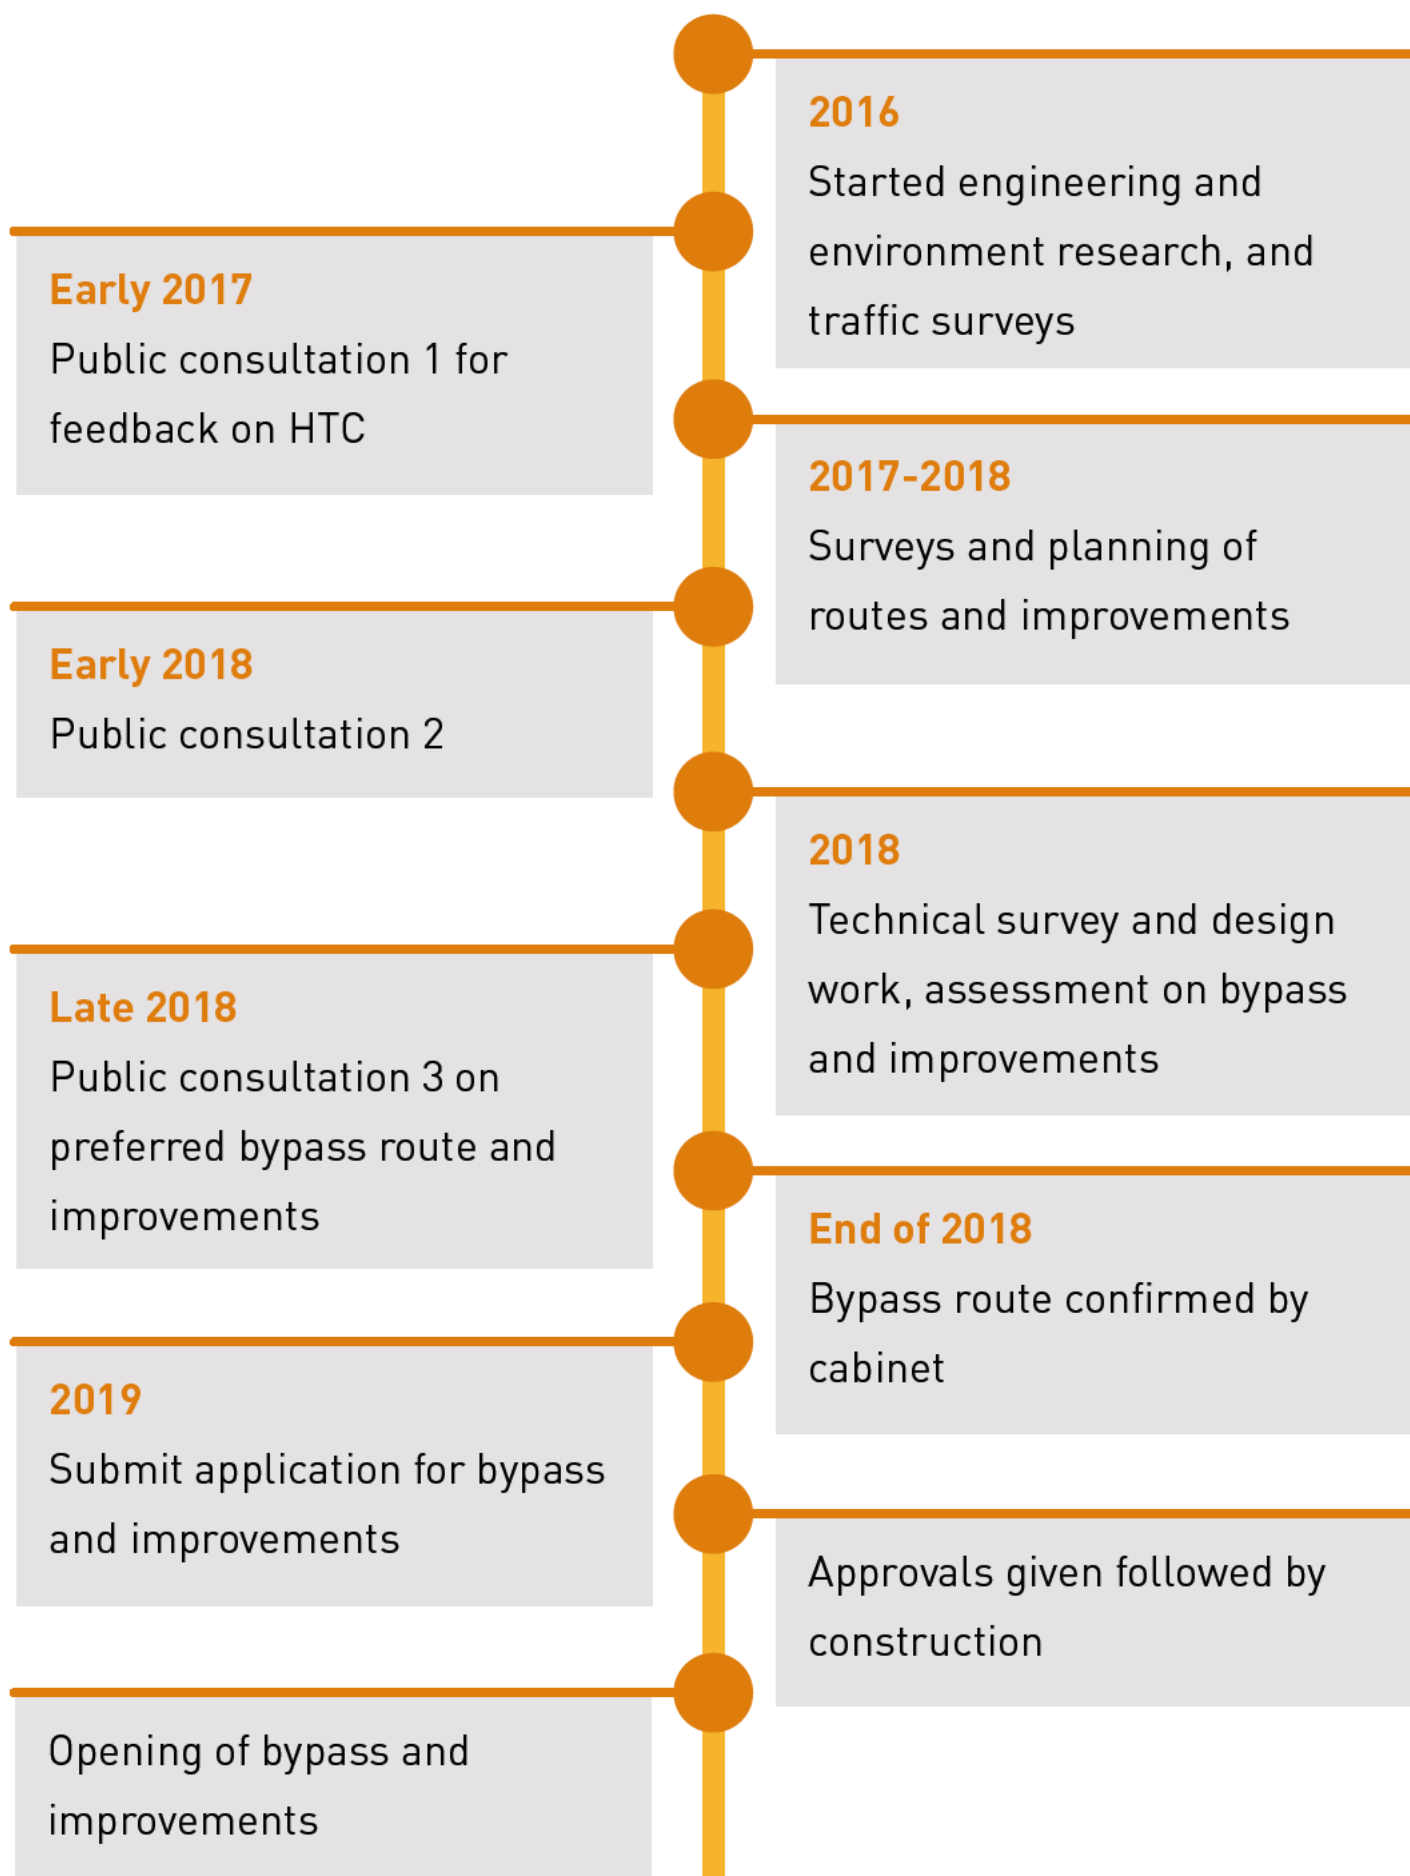 2016
Started engineering and
environment research, and
traffic surveys
Early 2017
Public consultation 1 for
feedback on HTC
2017-2018
Surveys and planning of
routes and improvements
Early 2018
Public consultation 2
2018
Technical survey and design
work, assessment on bypass
and improvements
Late 2018
Public consultation 3 on
preferred bypass route and
improvements
End of 2018
Bypass route confirmed by
cabinet
2019
Submit application for bypass
and improvements
Approvals given followed by
construction
Opening of bypass and
improvements